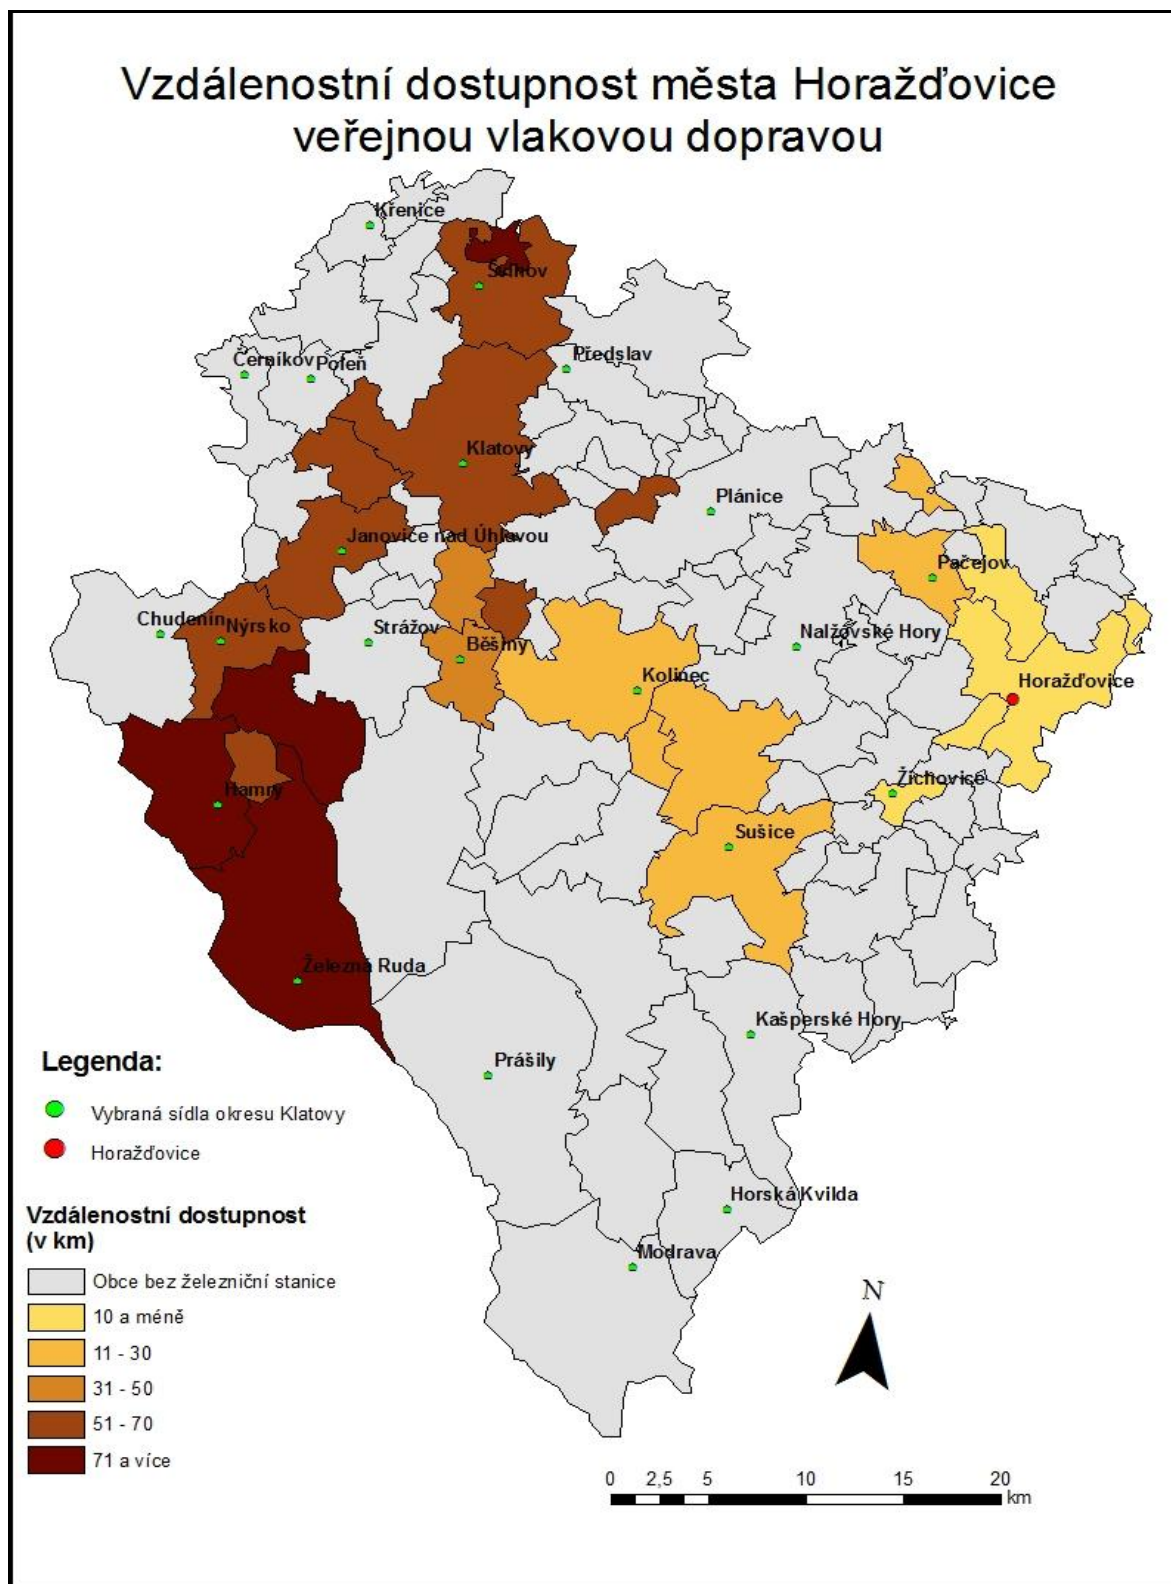 Vzdálenostní dostupnost města Horažďovice
veřejnou vlakovou dopravou
Křenice
Švihov
Předslav
Černíkov
Poleň
Klatovy
Plánice
Janovice nad Úhlavou
Pačejov
Chudenín
Nýrsko
Strážov
Běšiny
Nalžovské Hory
Kolinec
Horažďovice
Hamry
Žichovice
Sušice
Železná Ruda
Kašperské Hory
Prášily
Horská Kvilda
Modrava
Legenda:
Vybraná sídla okresu Klatovy
Horažďovice
Vzdálenostní dostupnost
(v km)
Obce bez železniční stanice
10 a méně
11 - 30
31 - 50
51 - 70
71 a více
N
0 2,5 5 10 15 20
km